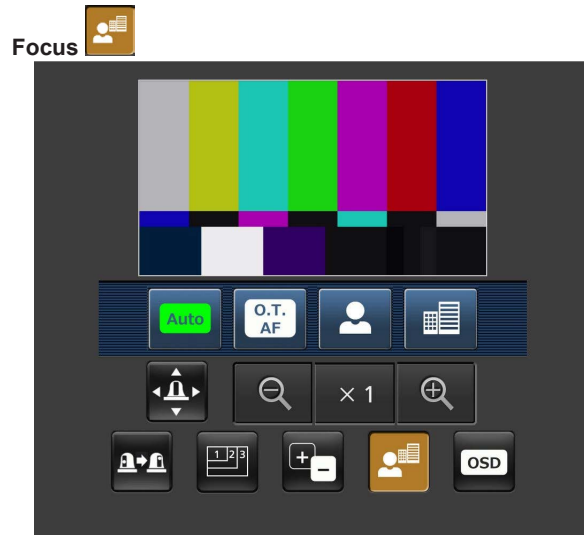 Focus
Auto
O.T.
AF
× 1
1 2 3
OSD